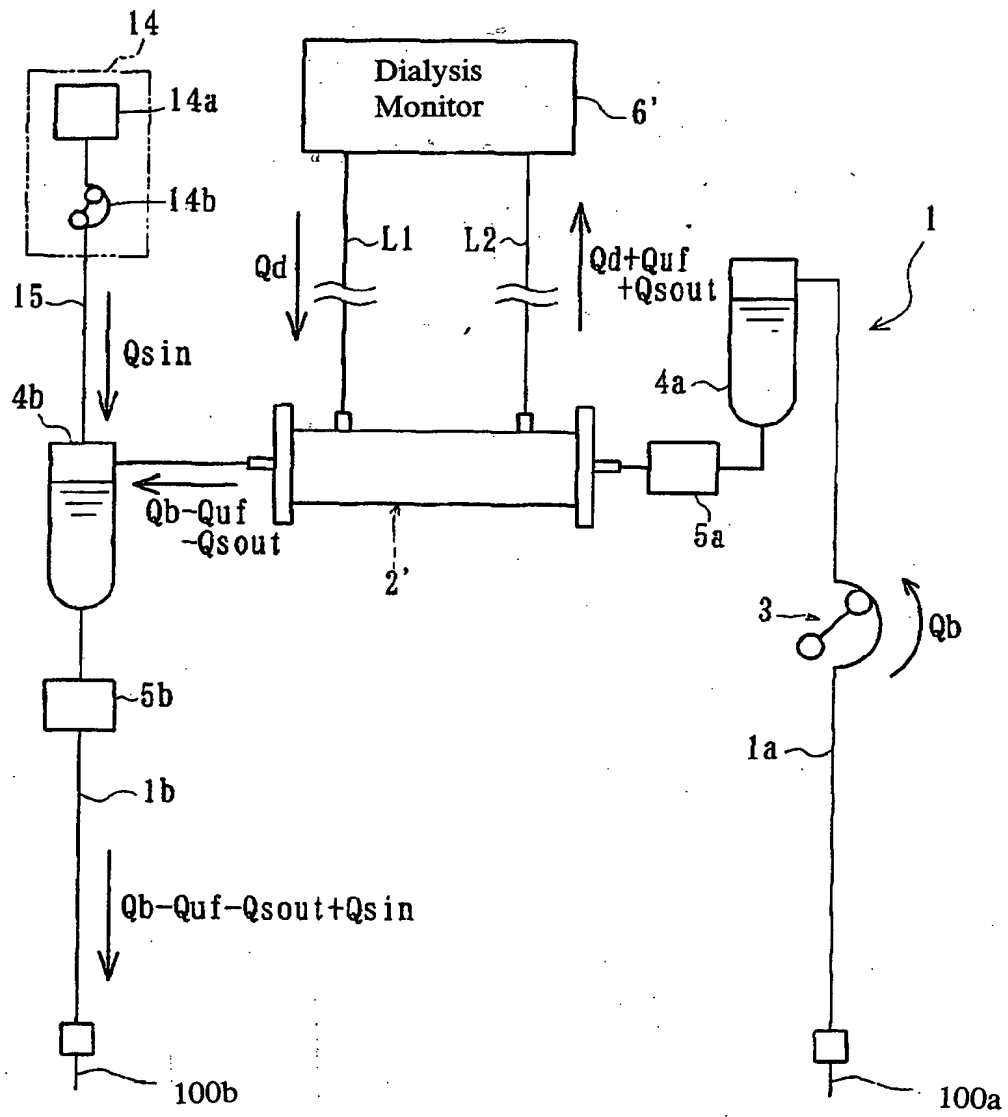 14
14a
14b
Dialysis
Monitor
6'
L1
L2
Qd
Qd+Quf
+Qsout
1
15
Qsin
4b
4a
Qb-Quf
-Qsout
2'
5a
3
Qb
5b
1a
1b
Qb-Quf-Qsout+Qsin
100b
100a